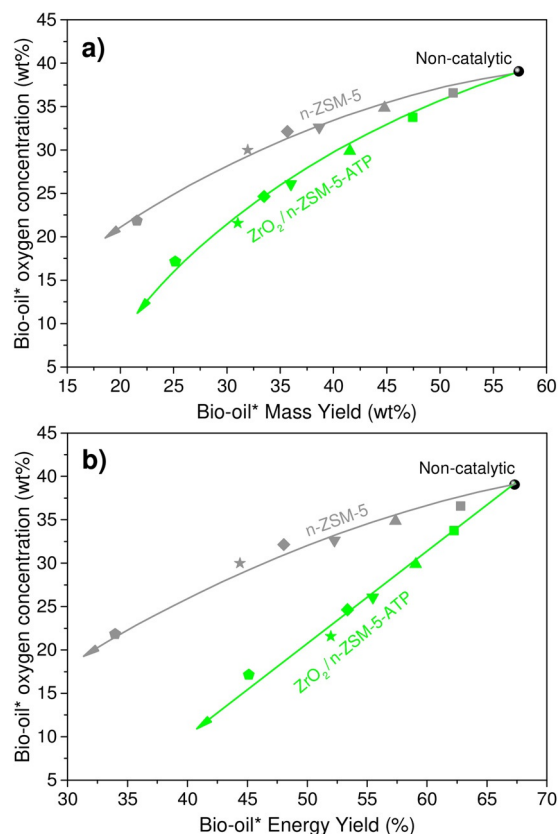 a)
Non-catalytic
n-ZSM-5
ZrO₂/n-ZSM-5-ATP
Bio-oil* oxygen concentration (wt%)
45
40
35
30
25
20
15
10
5
15 20 25 30 35 40 45 50 55 60
Bio-oil* Mass Yield (wt%)
b)
Non-catalytic
n-ZSM-5
ZrO₂/n-ZSM-5-ATP
Bio-oil* oxygen concentration (wt%)
45
40
35
30
25
20
15
10
5
30 35 40 45 50 55 60 65 70
Bio-oil* Energy Yield (%)